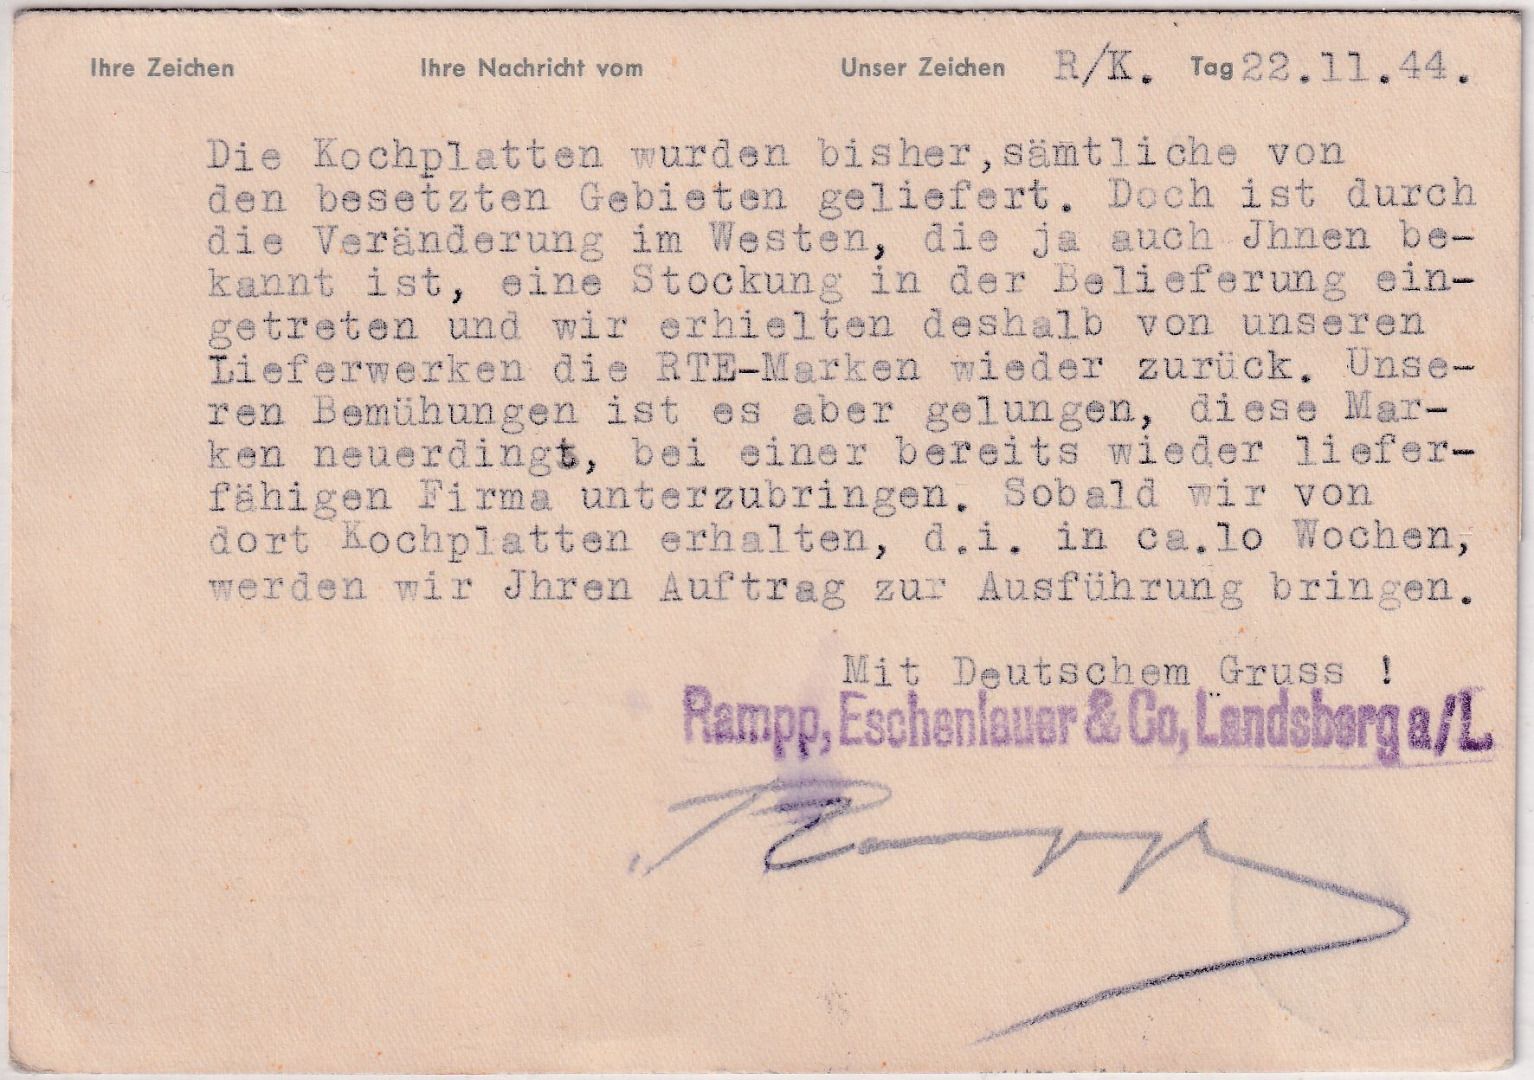 Ihre Zeichen Ihre Nachricht vom Unser Zeichen R/K. Tag 22.11.44.
Die Kochplatten wurden bisher,sämtliche von
den besetzten Gebieten geliefert. Doch ist durch
die Veränderung im Westen, die ja auch Jhnen be-
kannt ist, eine Stockung in der Belieferung ein-
getreten und wir erhielten deshalb von unseren
Lieferwerken die RTE-Marken wieder zurück. Unse-
ren Bemühungen ist es aber gelungen, diese Mar-
ken neuerdingt, bei einer bereits wieder liefer-
fähigen Firma unterzubringen. Sobald wir von
dort Kochplatten erhalten, d.i. in ca.lo Wochen,
werden wir Jhren Auftrag zur Ausführung bringen.
Mit Deutschem Gruss !
Rampp, Eschenlauer & Co, Landsberg a/L
Rampp